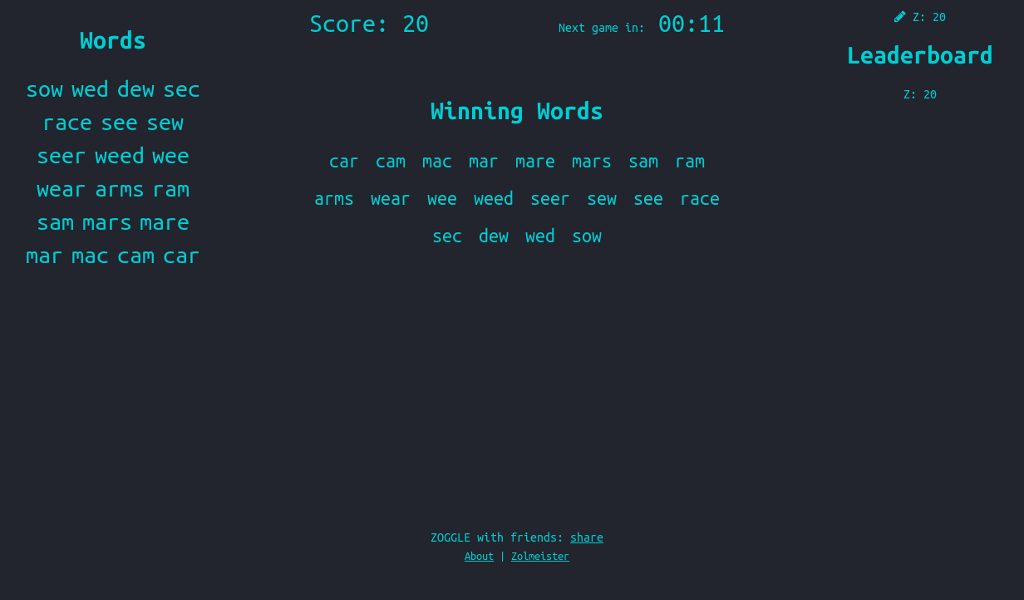 Words
sow wed dew sec
race see sew
seer weed wee
wear arms ram
sam mars mare
mar mac cam car
Score: 20
Next game in: 00:11
Winning Words
car cam mac mar mare mars sam ram
arms wear wee weed seer sew see race
sec dew wed sow
ZOGGLE with friends: share
About | Zolmeister
Z: 20
Leaderboard
Z: 20